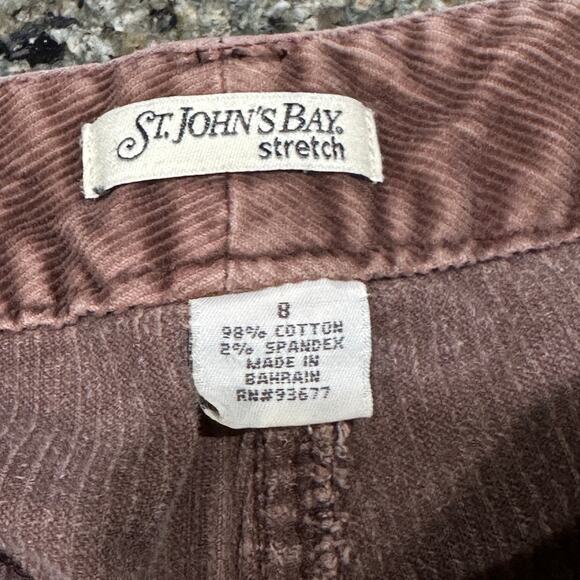 ST. JOHN'S BAY.
stretch
8
98% COTTON
2% SPANDEX
MADE IN
BAHRAIN
RN#93677